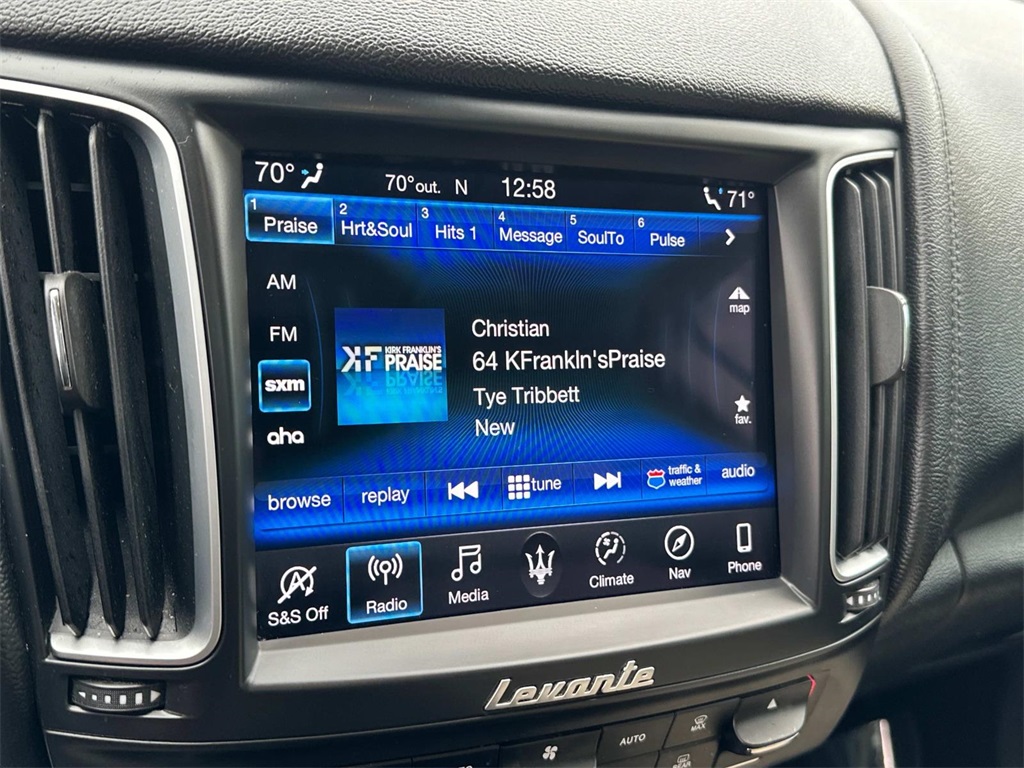 70° 70° out. N 12:58 71°
1 Praise 2 Hrt&Soul 3 Hits 1 4 Message 5 SoulTo 6 Pulse
AM
FM
sxm
aha
KF KIRK FRANKLIN'S
PRAISE
Christian
64 KFrankln'sPraise
Tye Tribbett
New
map
fav.
browse replay tune traffic &
weather audio
S&S Off Radio Media Climate Nav Phone
Levante
AUTO MAX
REAR